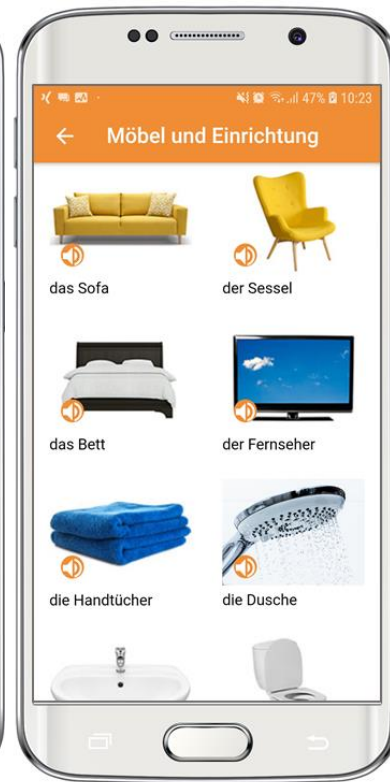 47% 10:23
Möbel und Einrichtung
das Sofa
der Sessel
das Bett
der Fernseher
die Handtücher
die Dusche